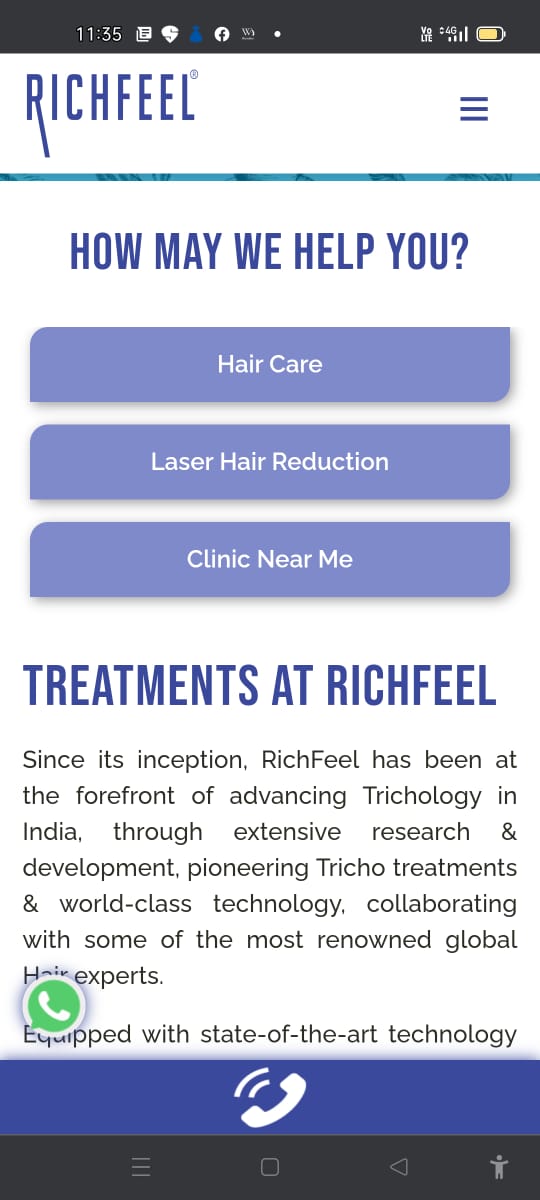 11:35
Vo LTE 4G
RICHFEEL®
HOW MAY WE HELP YOU?
Hair Care
Laser Hair Reduction
Clinic Near Me
TREATMENTS AT RICHFEEL
Since its inception, RichFeel has been at
the forefront of advancing Trichology in
India, through extensive research &
development, pioneering Tricho treatments
& world-class technology, collaborating
with some of the most renowned global
Hair experts.
Equipped with state-of-the-art technology